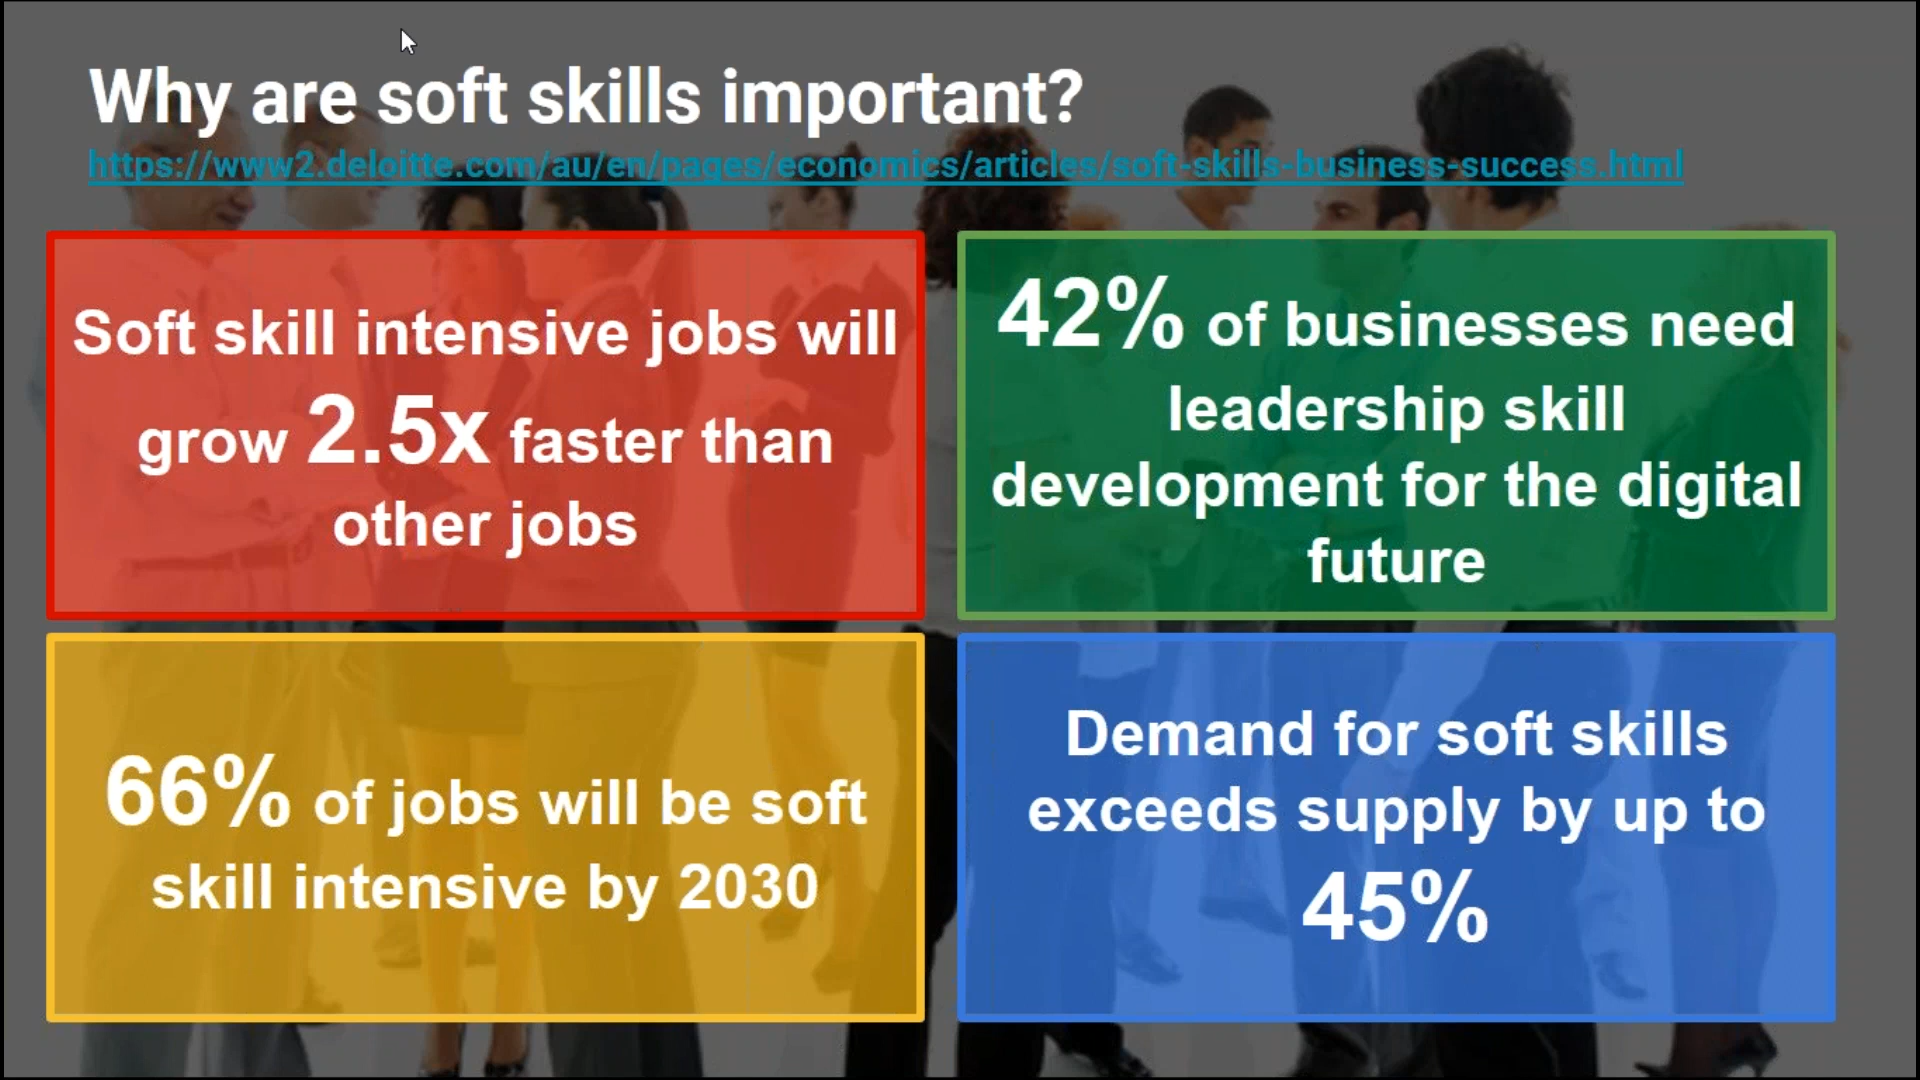 Why are soft skills important?
https://www2.deloitte.com/au/en/pages/economics/articles/soft-skills-business-success.html
Soft skill intensive jobs will
grow 2.5x faster than
other jobs
42% of businesses need
leadership skill
development for the digital
future
66% of jobs will be soft
skill intensive by 2030
Demand for soft skills
exceeds supply by up to
45%